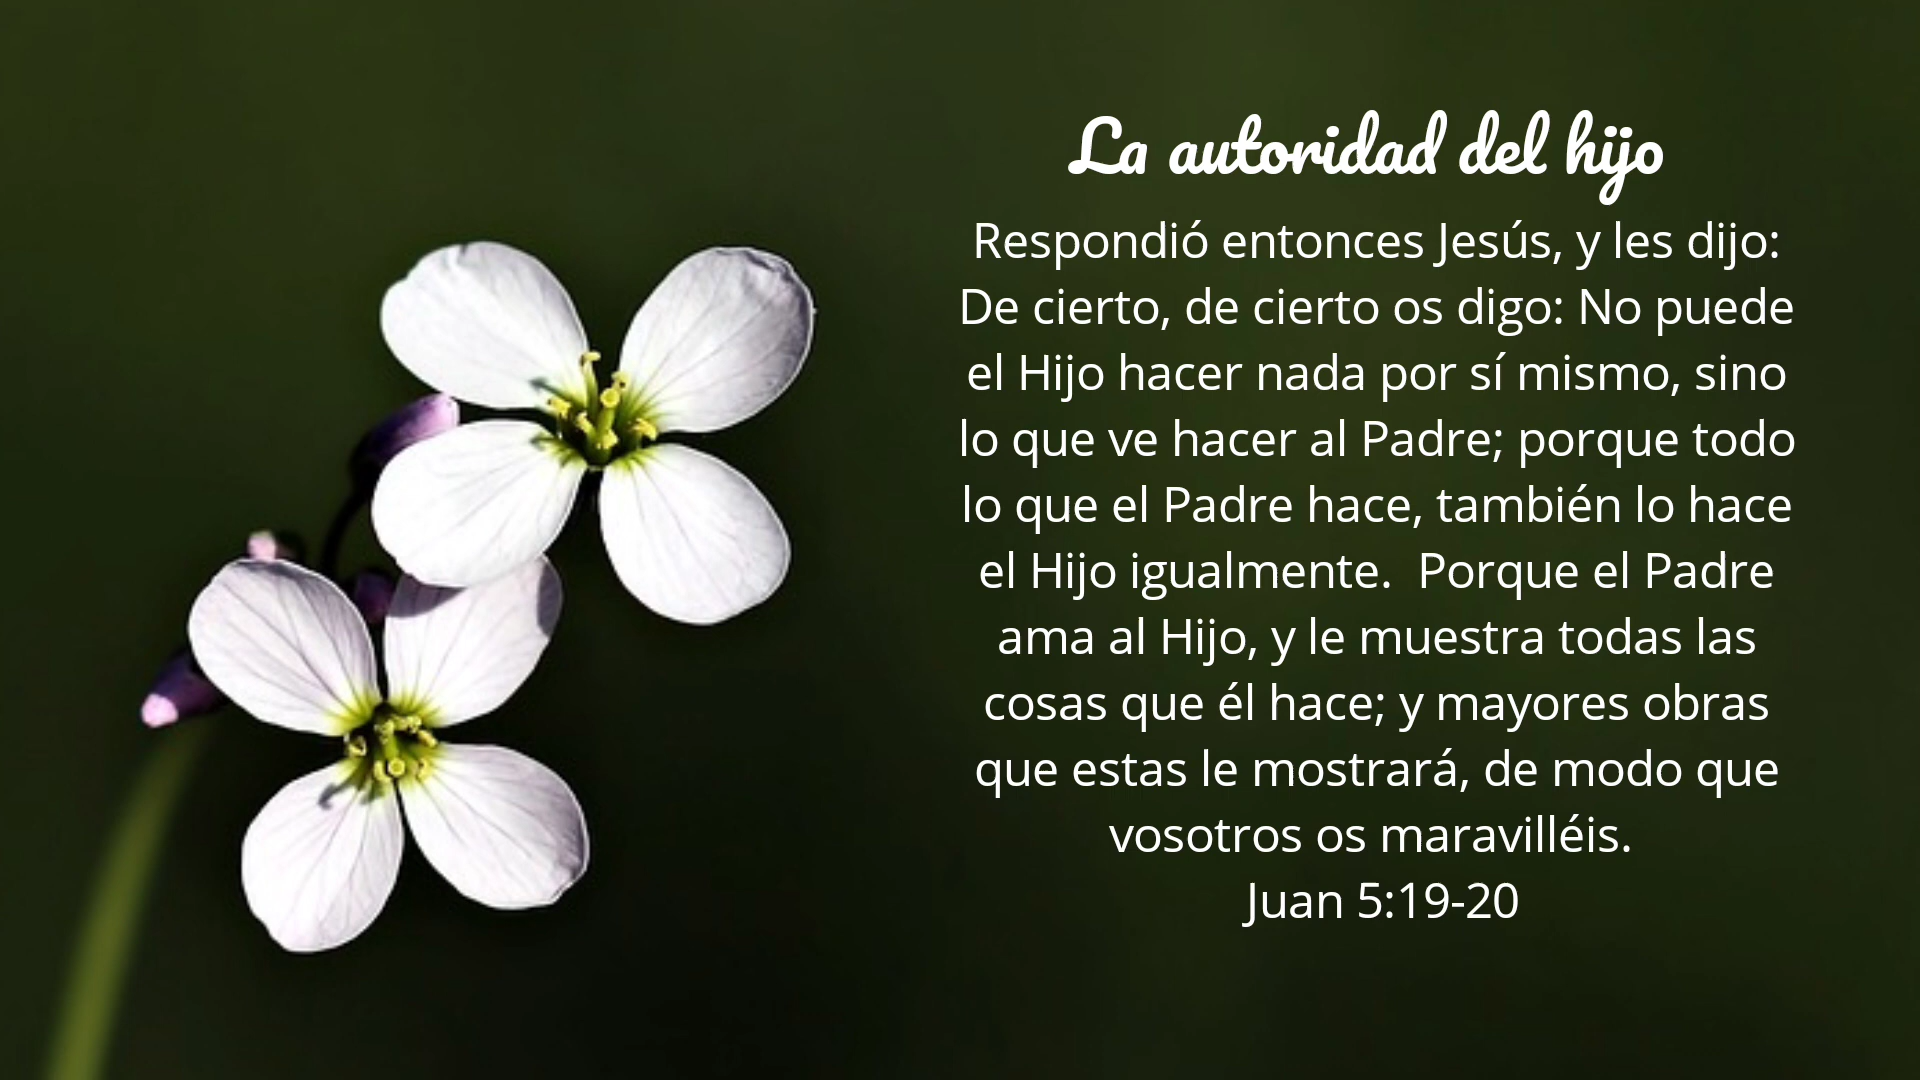 La autoridad del hijo
Respondió entonces Jesús, y les dijo:
De cierto, de cierto os digo: No puede
el Hijo hacer nada por sí mismo, sino
lo que ve hacer al Padre; porque todo
lo que el Padre hace, también lo hace
el Hijo igualmente.  Porque el Padre
ama al Hijo, y le muestra todas las
cosas que él hace; y mayores obras
que estas le mostrará, de modo que
vosotros os maravilléis.
Juan 5:19-20